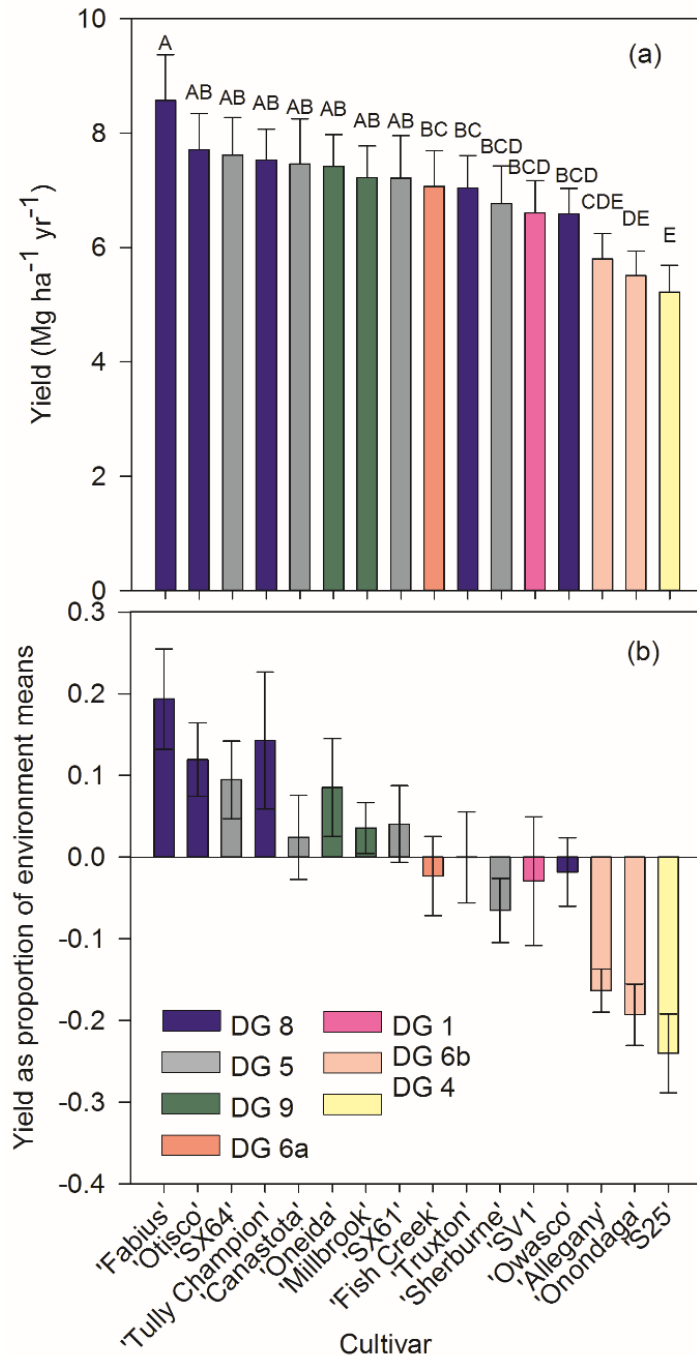 10
(a)
A
AB AB AB AB AB AB AB BC BC BCD BCD BCD CDE DE E
8
6
4
2
0
Yield (Mg ha⁻¹ yr⁻¹)
0.3
(b)
0.2
0.1
0.0
-0.1
-0.2
-0.3
-0.4
Yield as proportion of environment means
DG 8
DG 5
DG 9
DG 6a
DG 1
DG 6b
DG 4
'Fabius'
'Otisco'
'SX64'
'Tully Champion'
'Canastota'
'Oneida'
'Millbrook'
'SX61'
'Fish Creek'
'Truxton'
'Sherburne'
'SV1'
'Owasco'
'Allegany'
'Onondaga'
'S25'
Cultivar